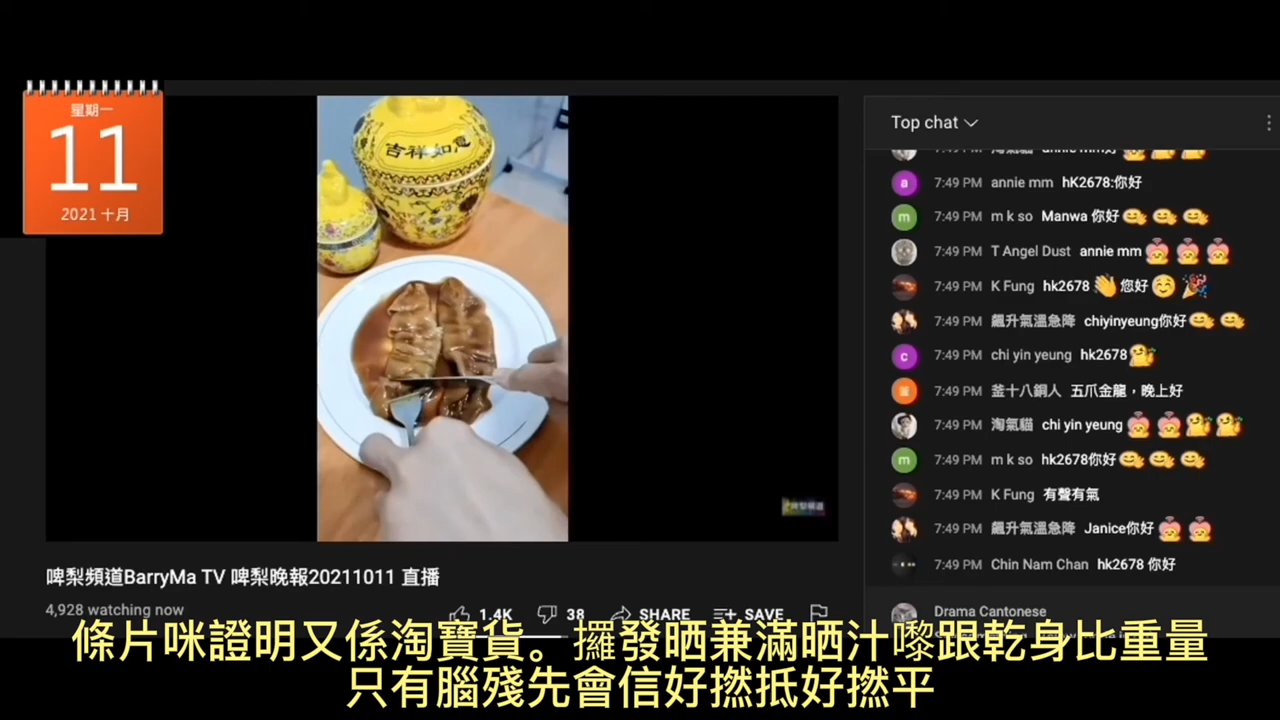 星期一
11
2021 十月
吉祥如意
Top chat
7:49 PM annie mm hK2678:你好
7:49 PM m k so Manwa 你好
7:49 PM T Angel Dust annie mm
7:49 PM K Fung hk2678 您好
7:49 PM 飆升氣溫急降 chiyinyeung你好
7:49 PM chi yin yeung hk2678
7:49 PM 釜十八銅人 五爪金龍，晚上好
7:49 PM 淘氣貓 chi yin yeung
7:49 PM m k so hk2678你好
7:49 PM K Fung 有聲有氣
7:49 PM 飆升氣溫急降 Janice你好
7:49 PM Chin Nam Chan hk2678 你好
Drama Cantonese
啤梨頻道
啤梨頻道BarryMa TV 啤梨晚報20211011 直播
4,928 watching now
1.4K 38 SHARE SAVE
條片咪證明又係淘寶貨。攞發晒兼滿晒汁嚟跟乾身比重量
只有腦殘先會信好撚抵好撚平